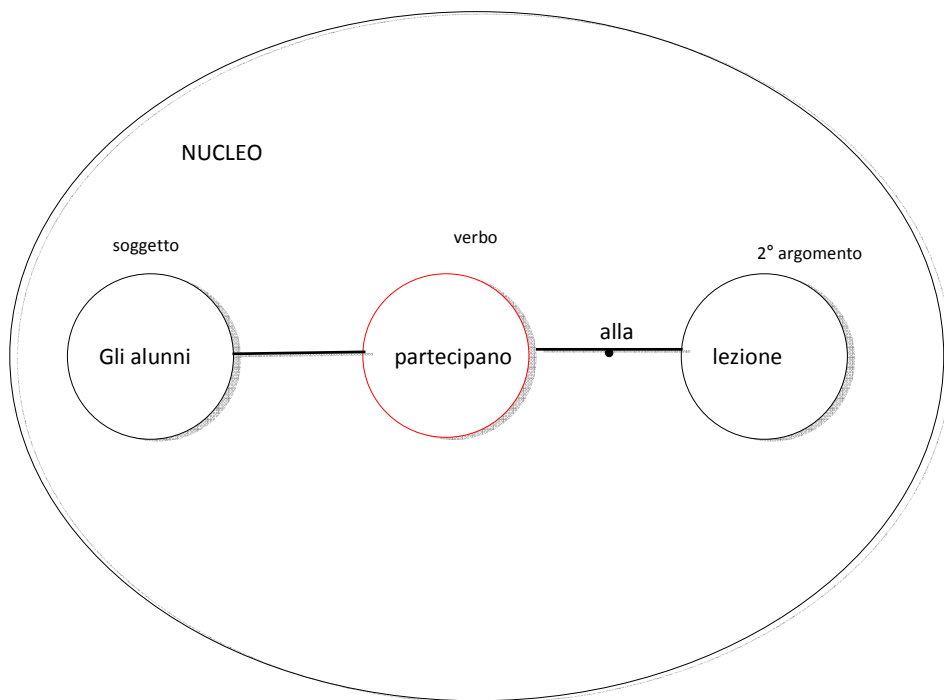 NUCLEO
soggetto
verbo
2° argomento
Gli alunni
partecipano
alla
lezione